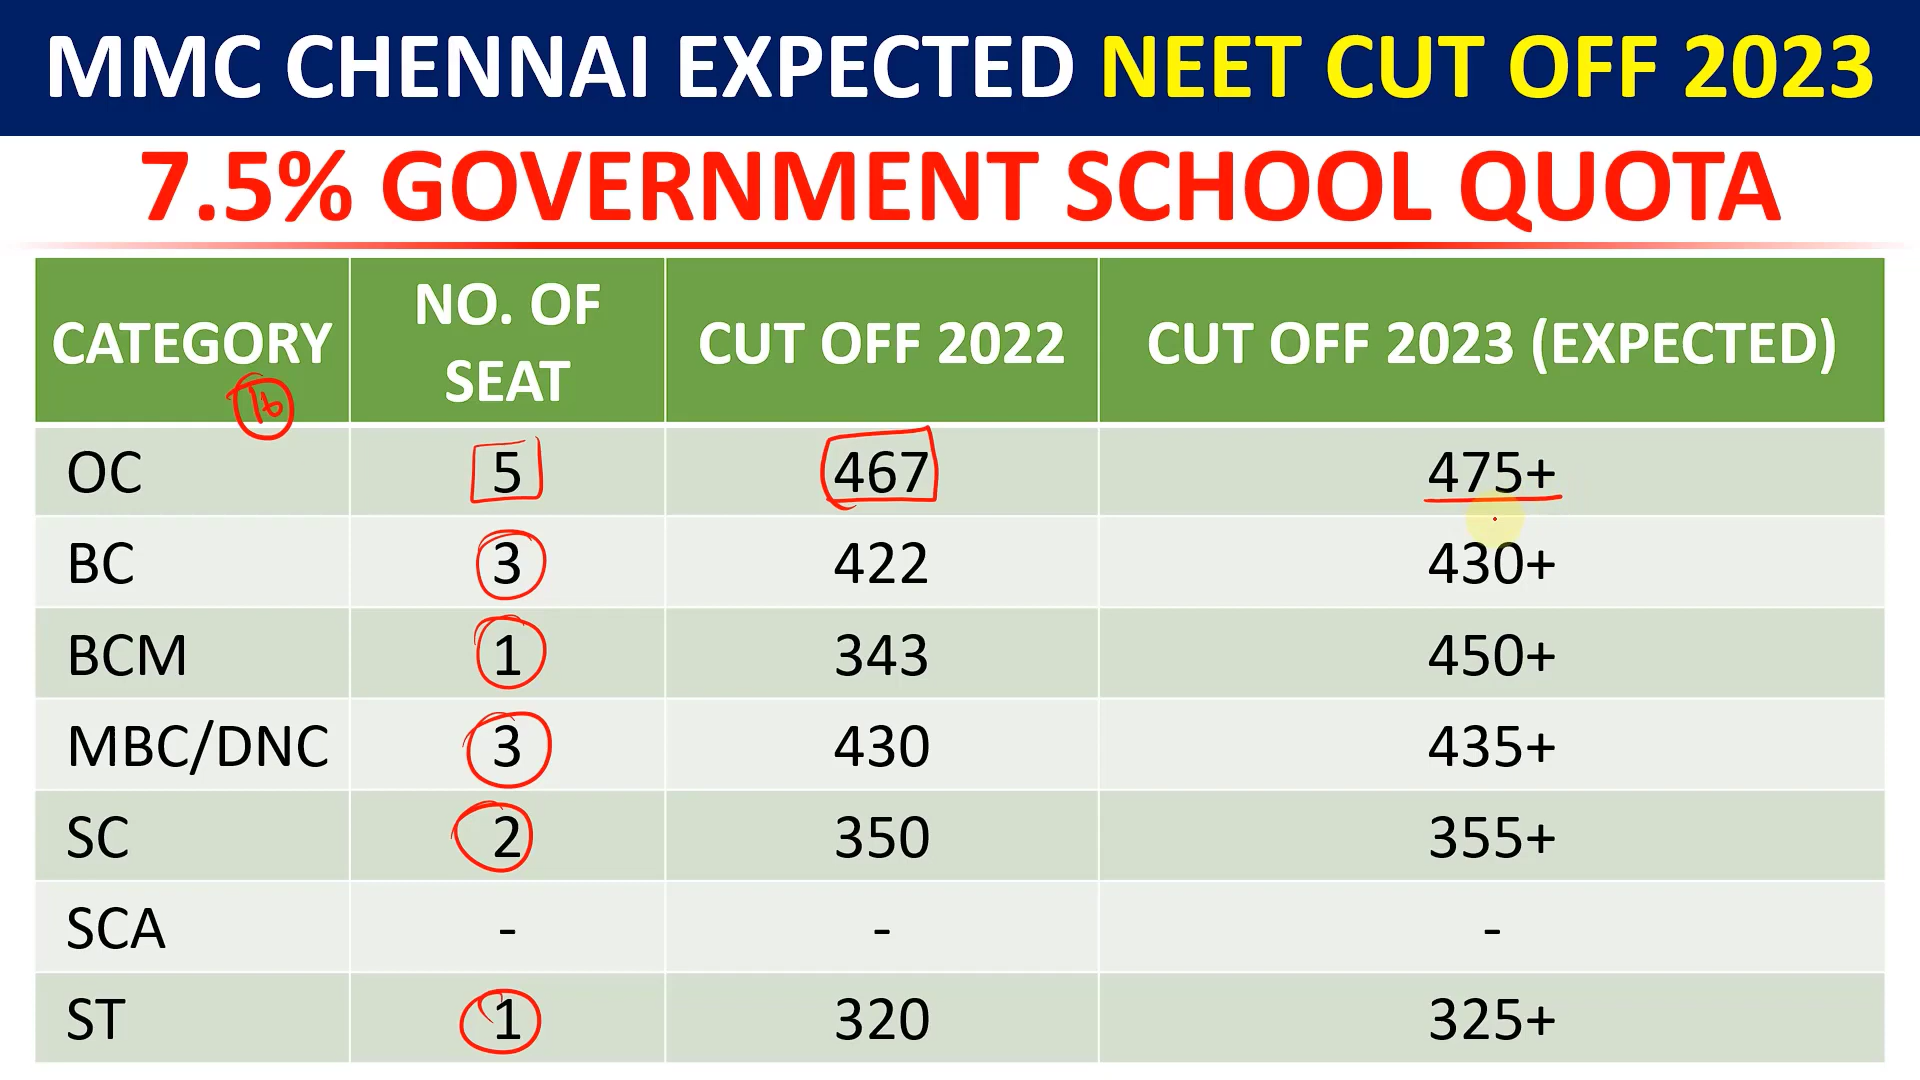 MMC CHENNAI EXPECTED NEET CUT OFF 2023
7.5% GOVERNMENT SCHOOL QUOTA
CATEGORY NO. OF SEAT CUT OFF 2022 CUT OFF 2023 (EXPECTED)
16
OC 5 467 475+
BC 3 422 430+
BCM 1 343 450+
MBC/DNC 3 430 435+
SC 2 350 355+
SCA - - -
ST 1 320 325+